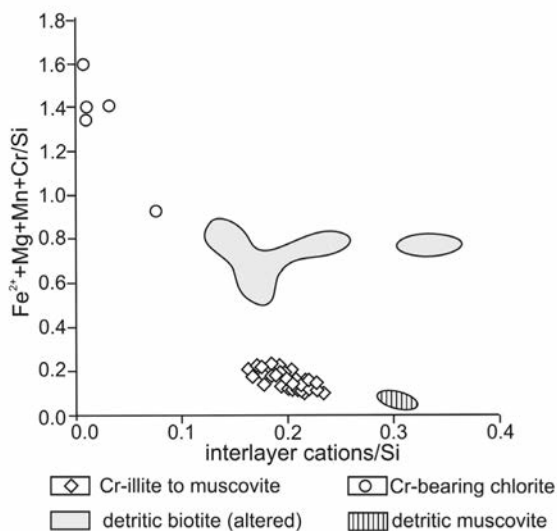 1.8
1.6
1.4
1.2
1.0
0.8
0.6
0.4
0.2
0.0
Fe²⁺+Mg+Mn+Cr/Si
0.0 0.1 0.2 0.3 0.4
interlayer cations/Si
Cr-illite to muscovite Cr-bearing chlorite
detritic biotite (altered) detritic muscovite